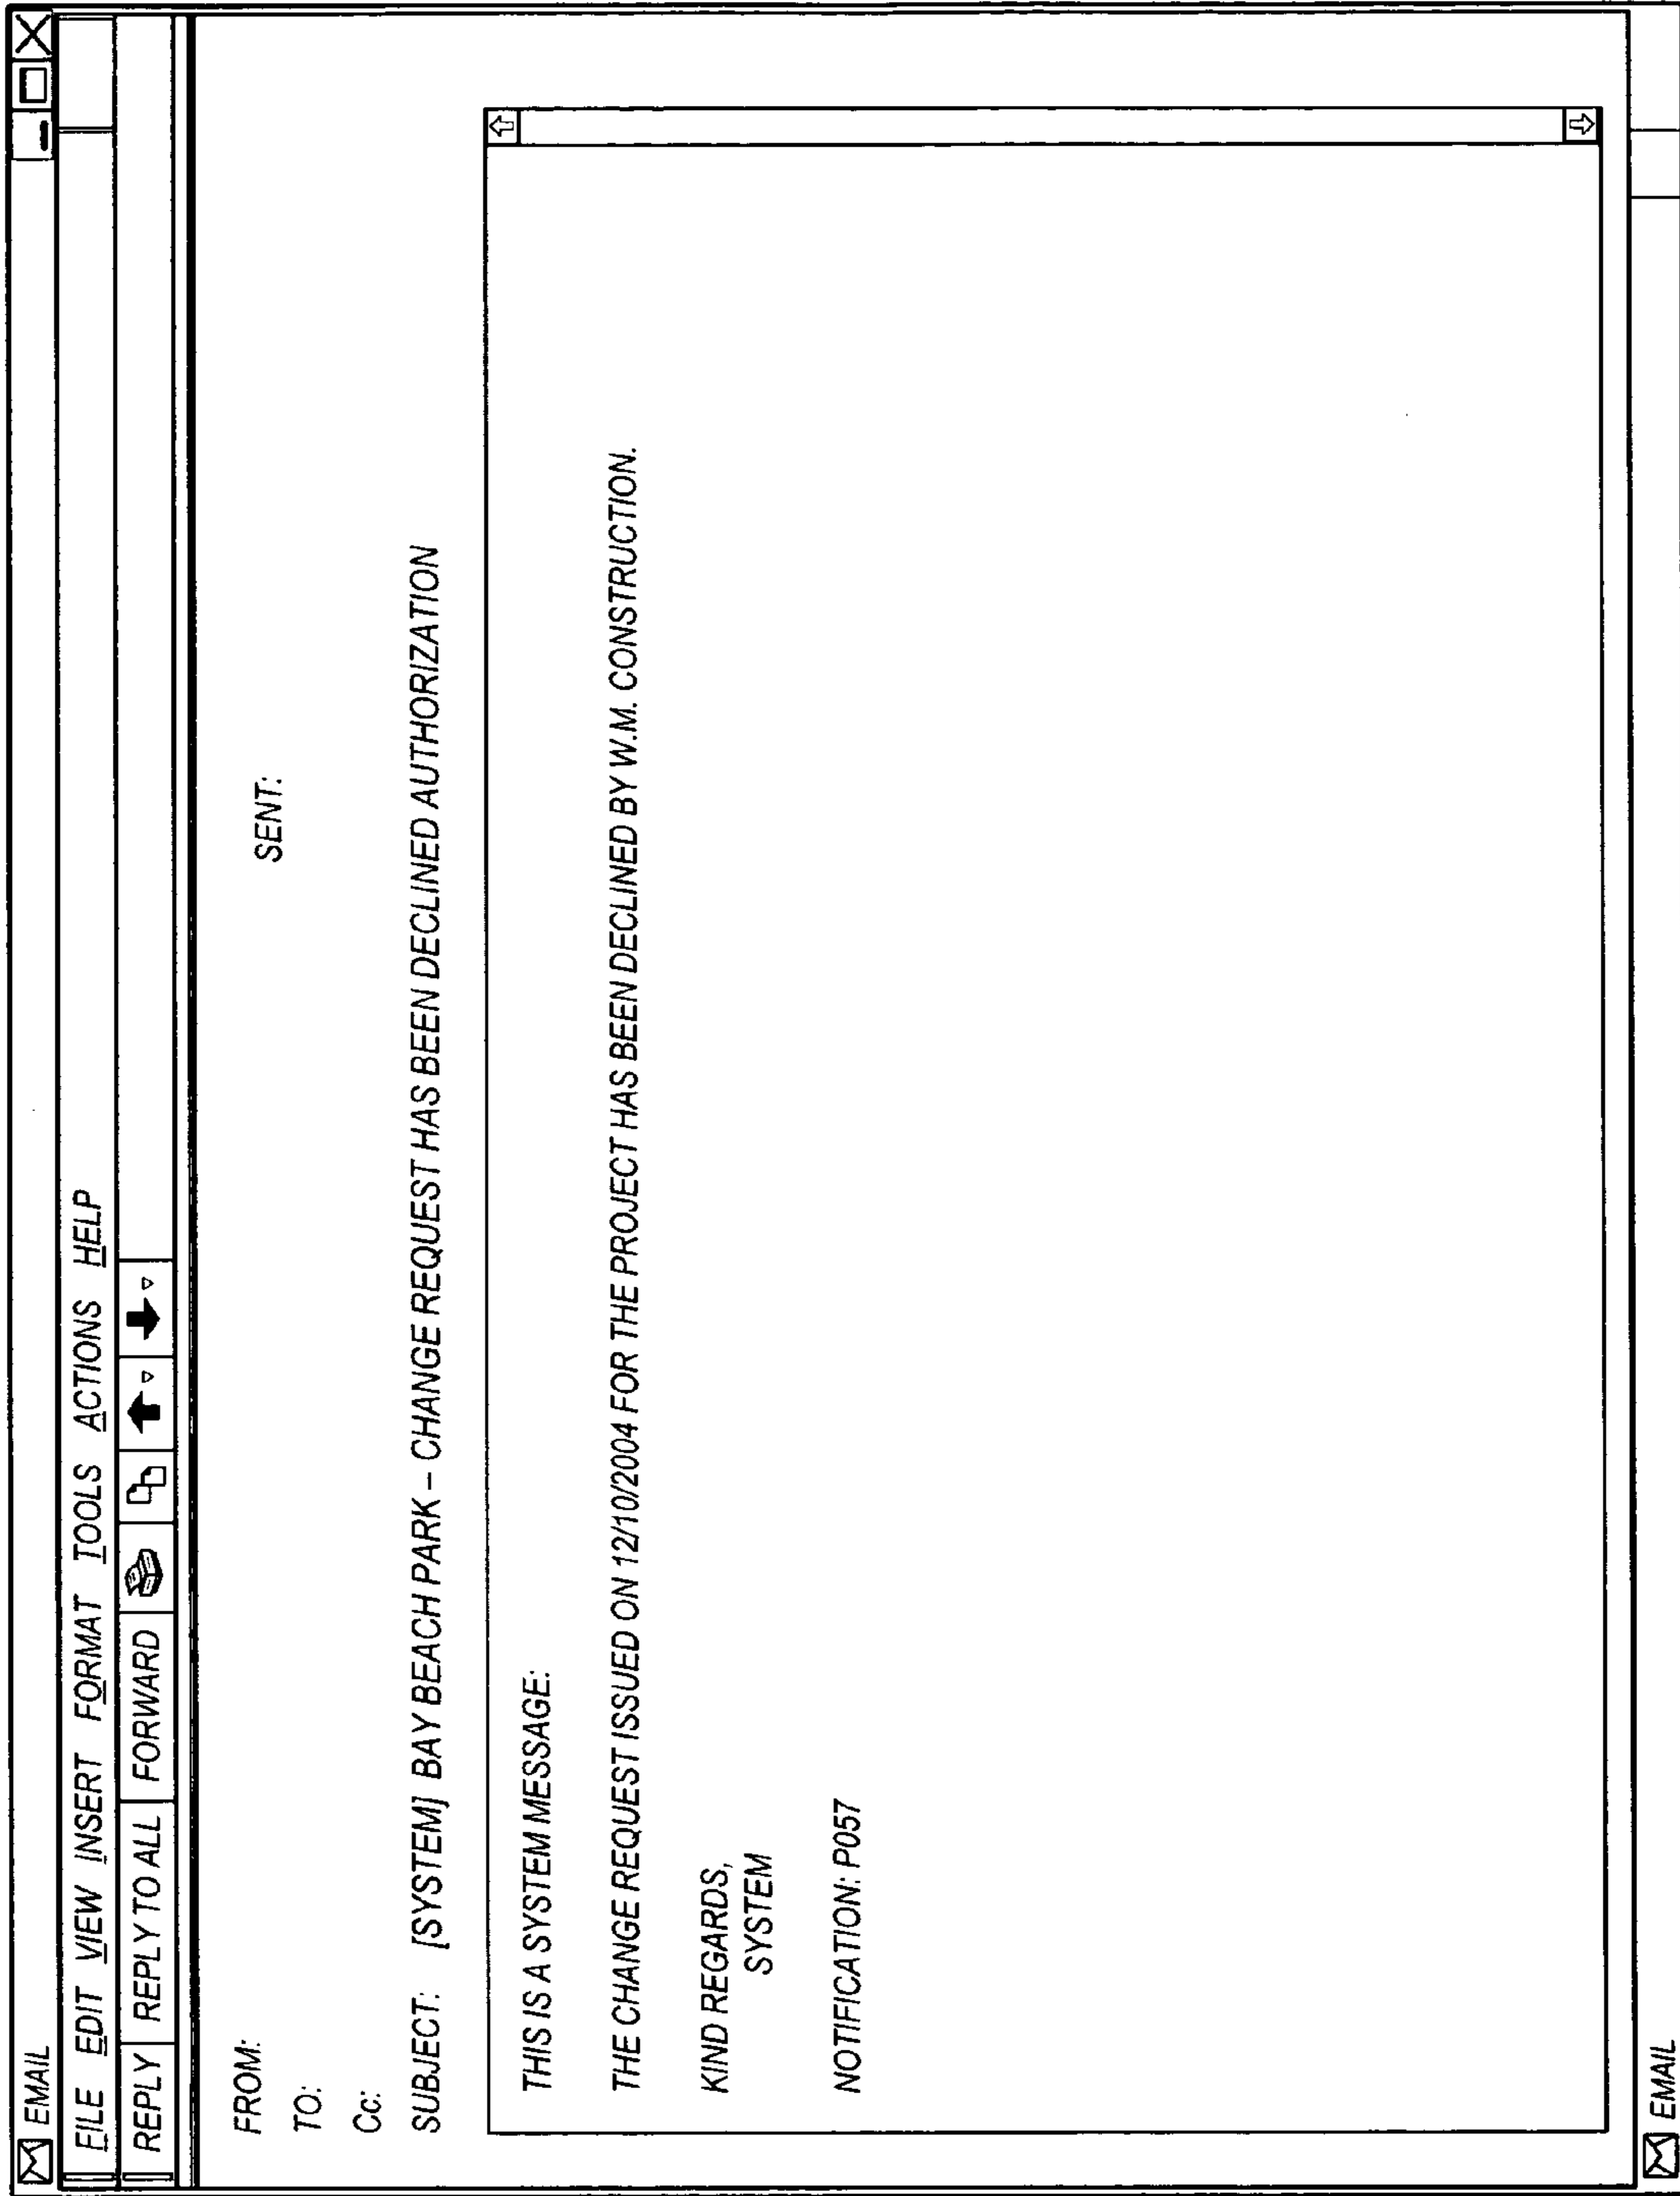 EMAIL
FILE EDIT VIEW INSERT FORMAT TOOLS ACTIONS HELP
REPLY REPLY TO ALL FORWARD
FROM:
SENT:
TO:
Cc:
SUBJECT: [SYSTEM] BAY BEACH PARK – CHANGE REQUEST HAS BEEN DECLINED AUTHORIZATION
THIS IS A SYSTEM MESSAGE:
THE CHANGE REQUEST ISSUED ON 12/10/2004 FOR THE PROJECT HAS BEEN DECLINED BY W.M. CONSTRUCTION.
KIND REGARDS,
SYSTEM
NOTIFICATION: P057
EMAIL